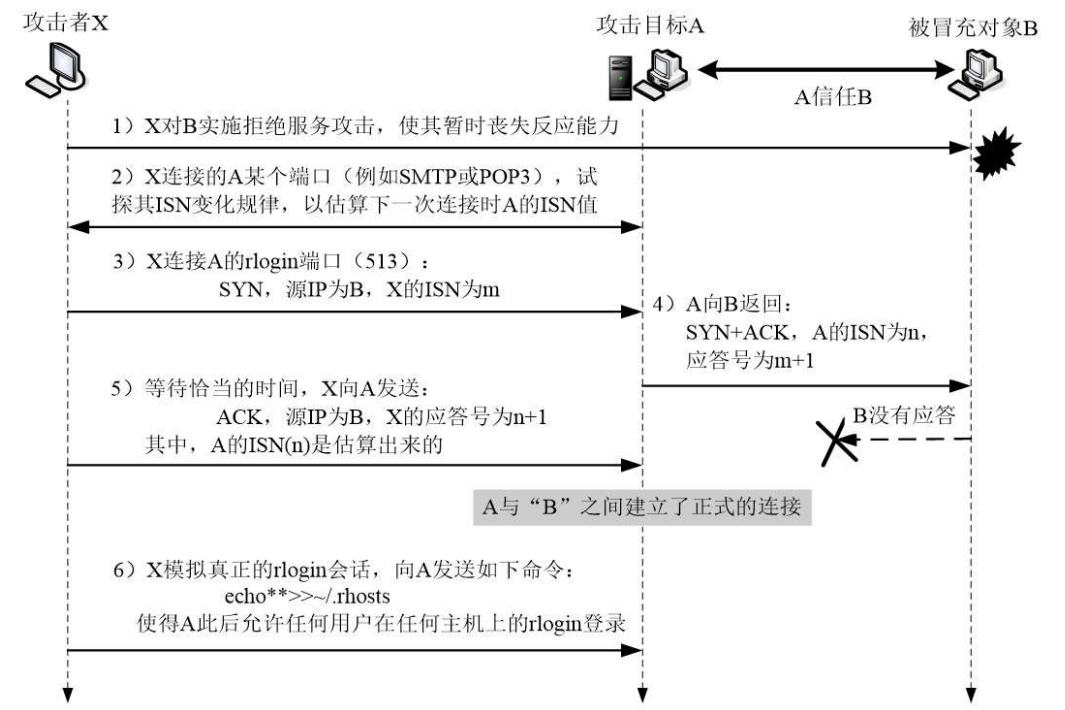 攻击者X
攻击目标A
被冒充对象B
A信任B
1）X对B实施拒绝服务攻击，使其暂时丧失反应能力
2）X连接的A某个端口（例如SMTP或POP3），试
探其ISN变化规律，以估算下一次连接时A的ISN值
3）X连接A的rlogin端口（513）：
SYN，源IP为B，X的ISN为m
4）A向B返回：
SYN+ACK，A的ISN为n，
应答号为m+1
5）等待恰当的时间，X向A发送：
ACK，源IP为B，X的应答号为n+1
其中，A的ISN(n)是估算出来的
B没有应答
A与“B”之间建立了正式的连接
6）X模拟真正的rlogin会话，向A发送如下命令：
echo**>>~/.rhosts
使得A此后允许任何用户在任何主机上的rlogin登录